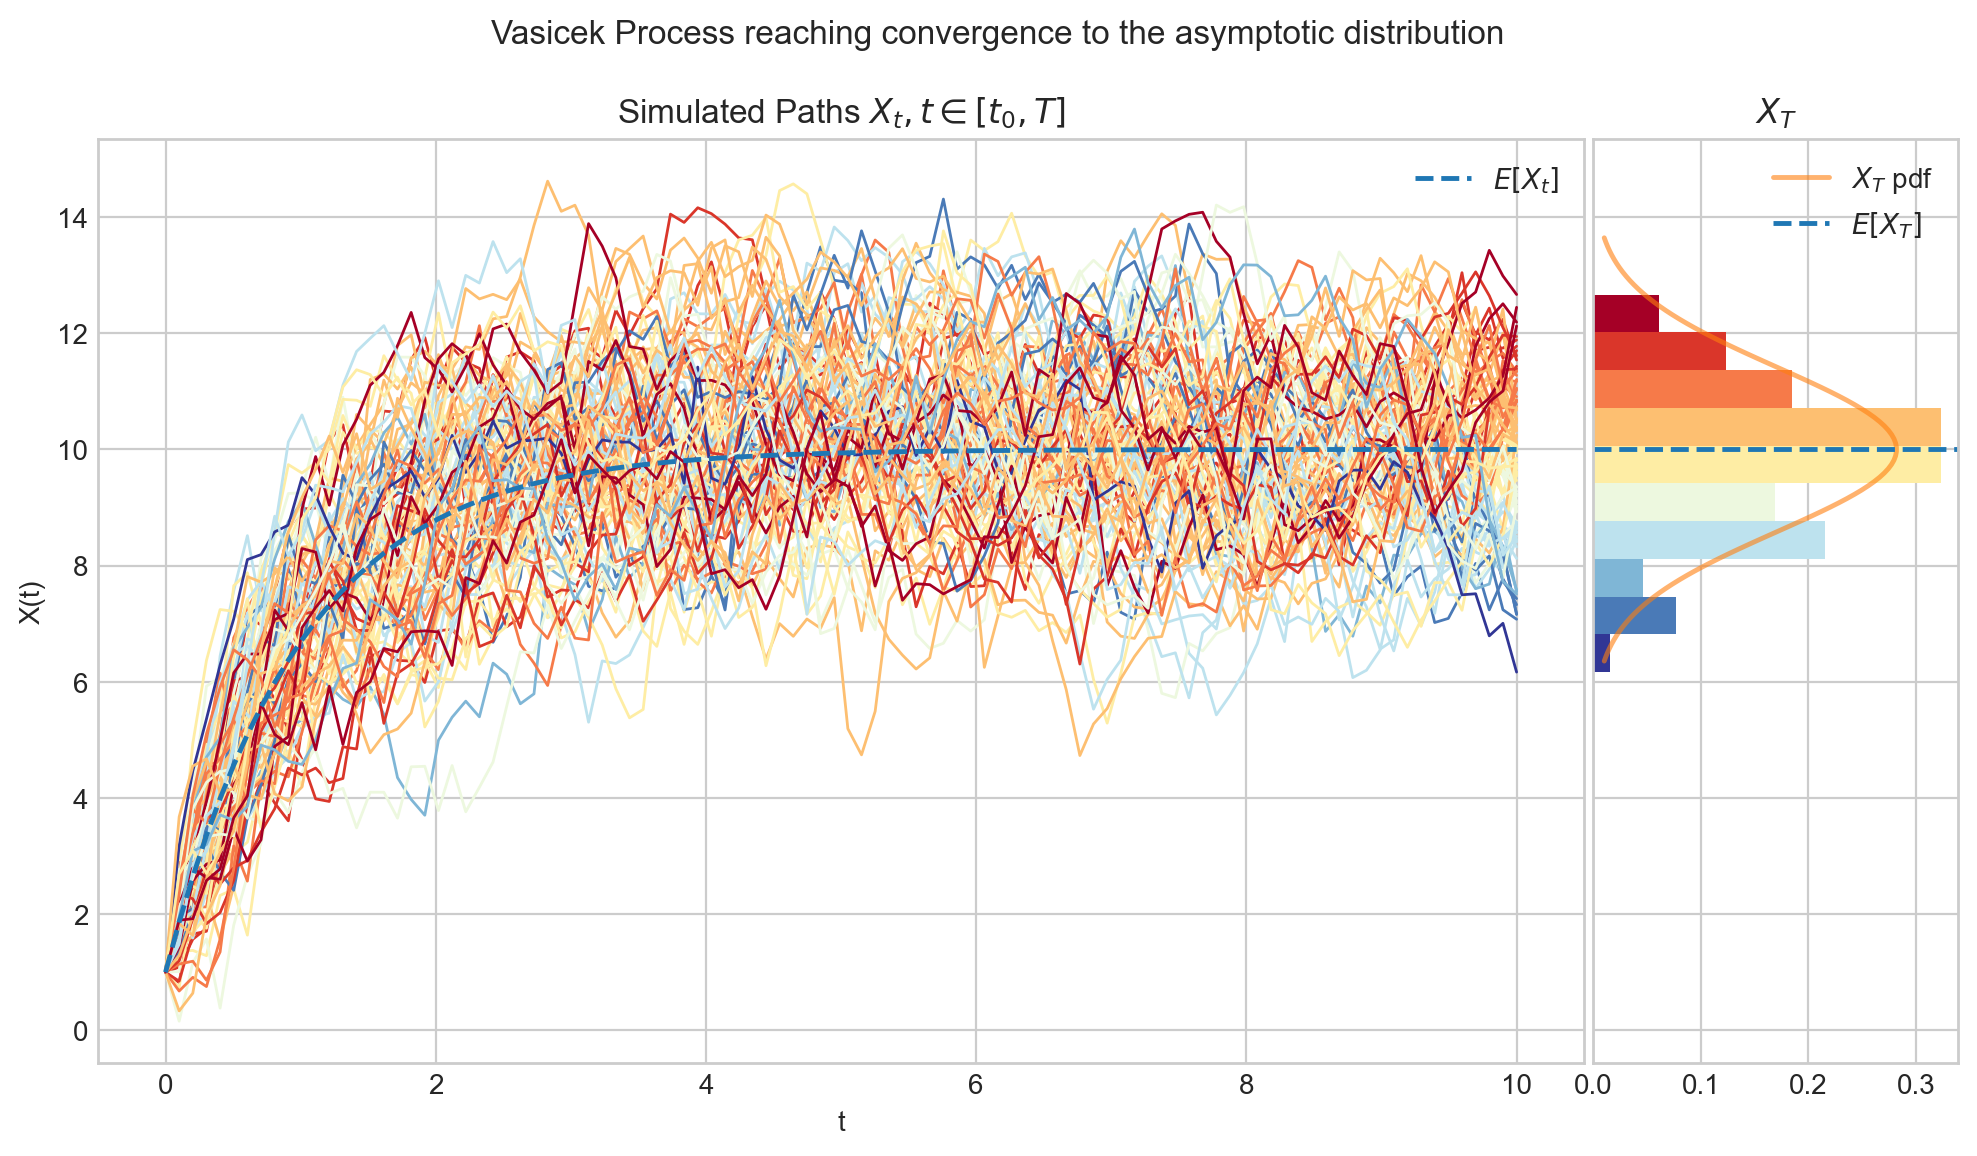 Vasicek Process reaching convergence to the asymptotic distribution
Simulated Paths X_t, t ∈ [t_0, T]
X_T
E[X_t]
X_T pdf
E[X_T]
14
12
10
8
6
4
2
0
X(t)
0 2 4 6 8 10
0.0 0.1 0.2 0.3
t